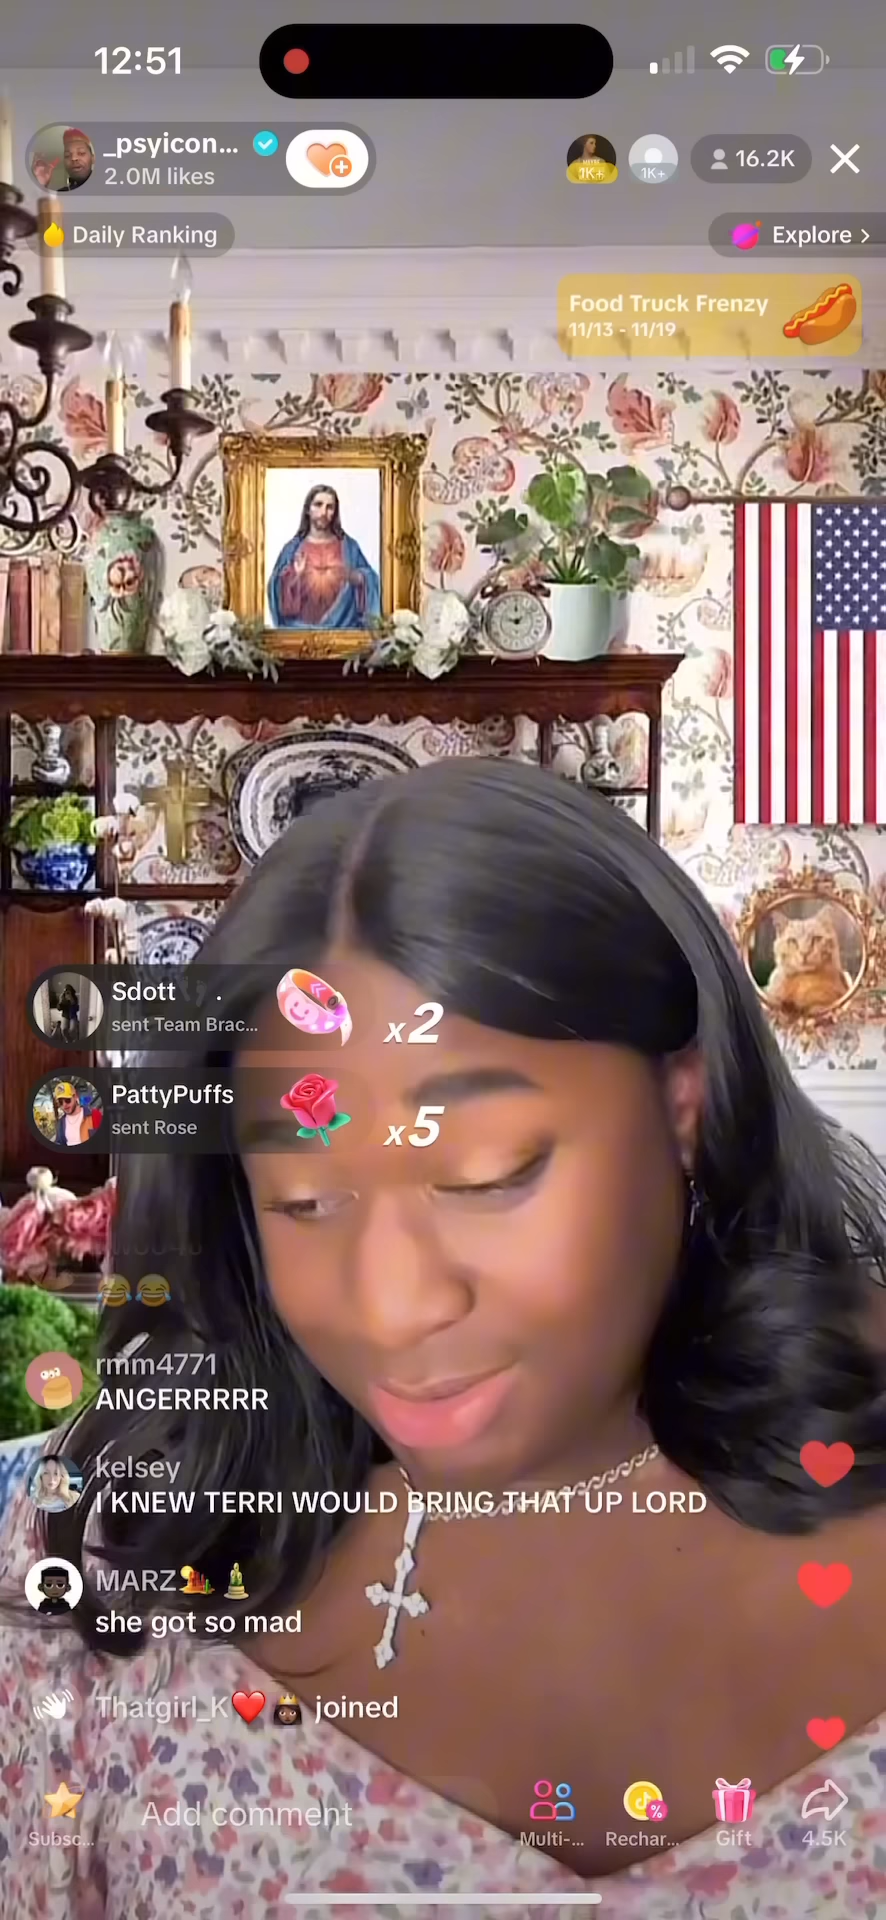 12:51
_psyicon...
2.0M likes
1K+
1K+
16.2K
Daily Ranking
Explore >
Food Truck Frenzy
11/13 - 11/19
Sdott .
sent Team Brac...
x2
PattyPuffs
sent Rose
x5
😂😂
rmm4771
ANGERRRRR
kelsey
I KNEW TERRI WOULD BRING THAT UP LORD
MARZ
she got so mad
Thatgirl_K❤️👸🏾 joined
Add comment
Subsc...
Multi-...
Rechar...
Gift
4.5K